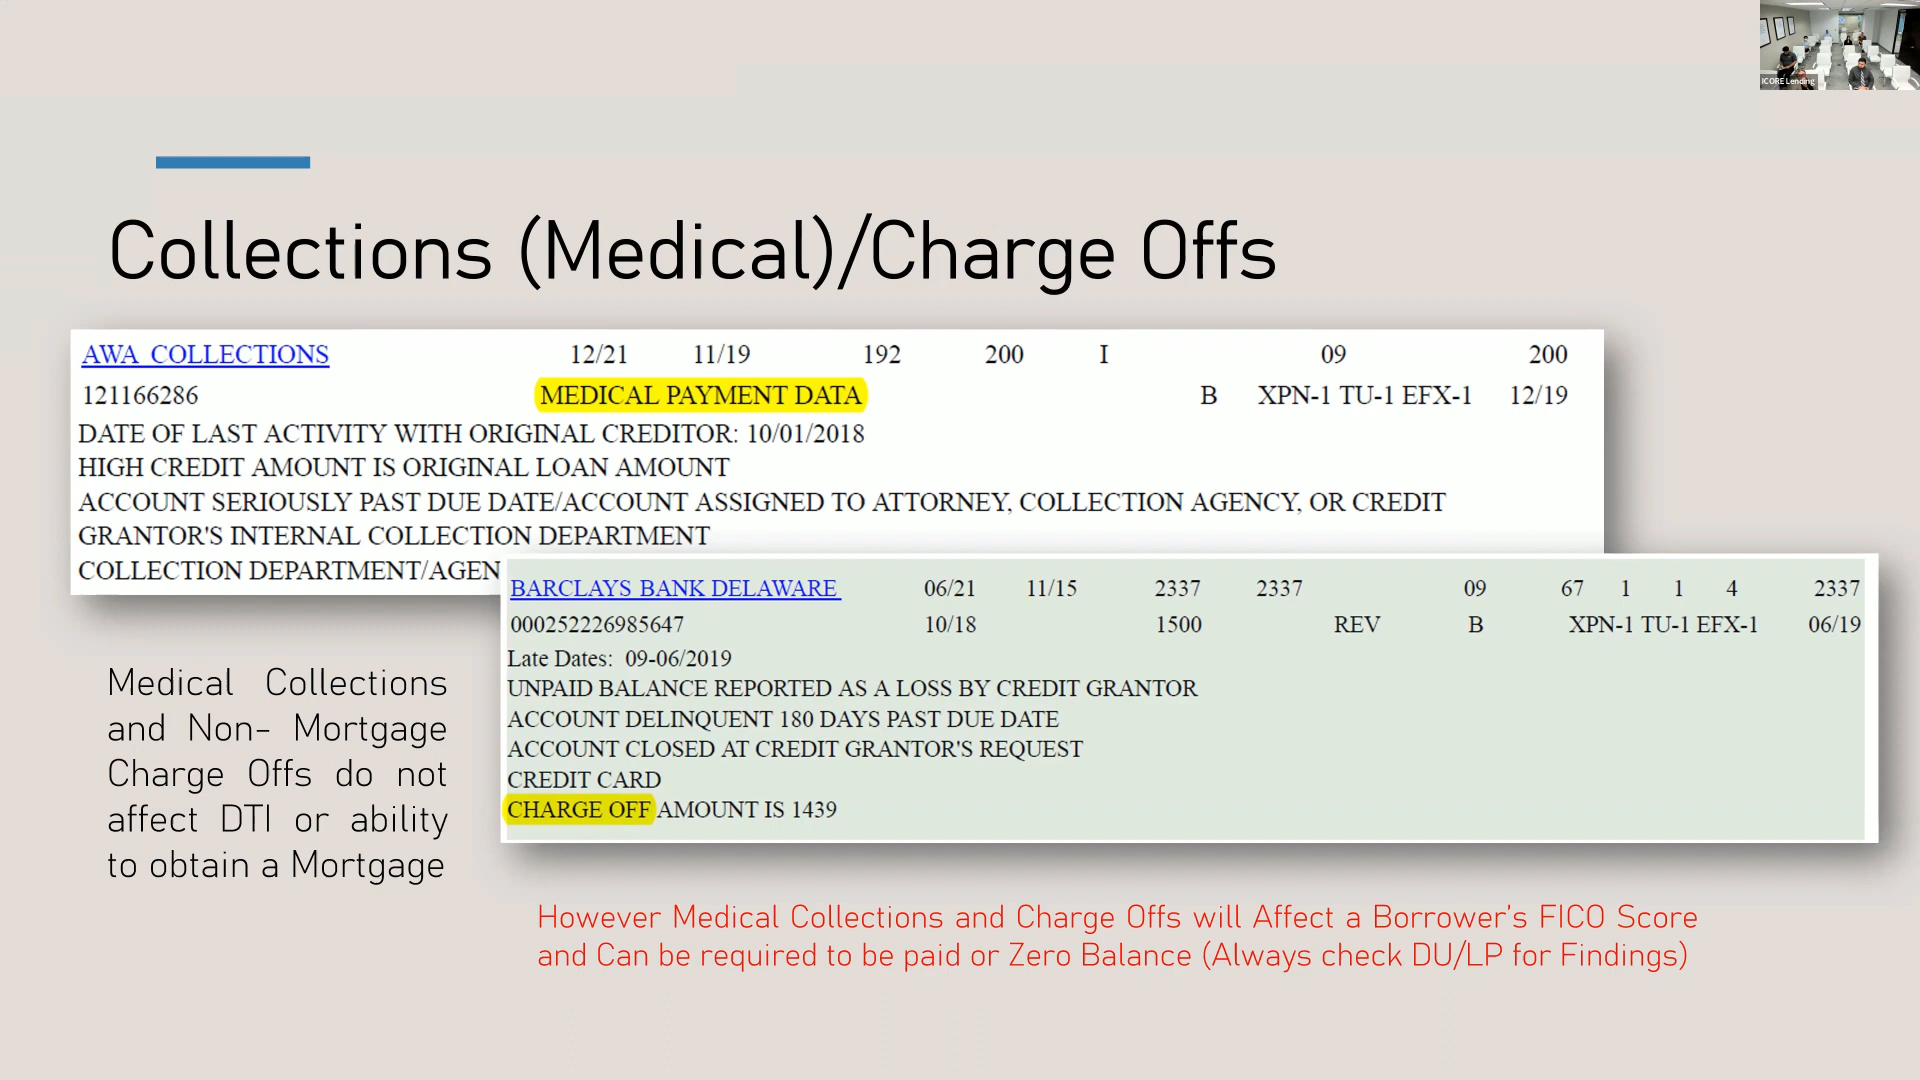 ICORE Lending
Collections (Medical)/Charge Offs
AWA COLLECTIONS 12/21 11/19 192 200 I 09 200
121166286 MEDICAL PAYMENT DATA B XPN-1 TU-1 EFX-1 12/19
DATE OF LAST ACTIVITY WITH ORIGINAL CREDITOR: 10/01/2018
HIGH CREDIT AMOUNT IS ORIGINAL LOAN AMOUNT
ACCOUNT SERIOUSLY PAST DUE DATE/ACCOUNT ASSIGNED TO ATTORNEY, COLLECTION AGENCY, OR CREDIT
GRANTOR'S INTERNAL COLLECTION DEPARTMENT
COLLECTION DEPARTMENT/AGEN
BARCLAYS BANK DELAWARE 06/21 11/15 2337 2337 09 67 1 1 4 2337
000252226985647 10/18 1500 REV B XPN-1 TU-1 EFX-1 06/19
Late Dates: 09-06/2019
UNPAID BALANCE REPORTED AS A LOSS BY CREDIT GRANTOR
ACCOUNT DELINQUENT 180 DAYS PAST DUE DATE
ACCOUNT CLOSED AT CREDIT GRANTOR'S REQUEST
CREDIT CARD
CHARGE OFF AMOUNT IS 1439
Medical Collections
and Non- Mortgage
Charge Offs do not
affect DTI or ability
to obtain a Mortgage
However Medical Collections and Charge Offs will Affect a Borrower's FICO Score
and Can be required to be paid or Zero Balance (Always check DU/LP for Findings)